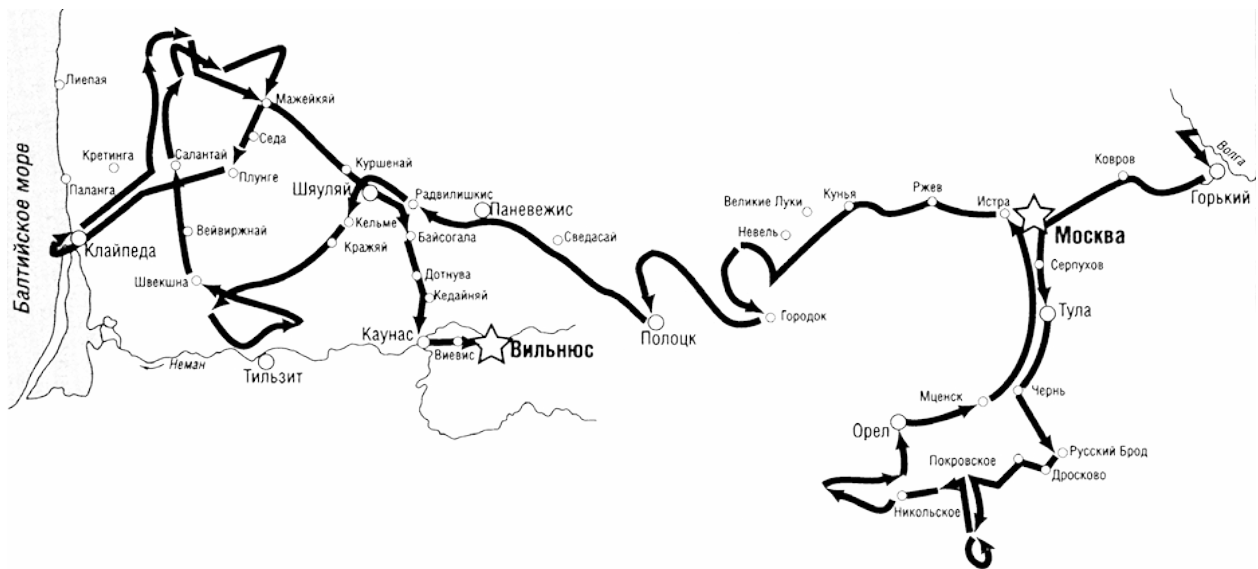 Балтийское море
Лиепая
Мажейкяй
Седа
Кретинга
Салантай
Плунге
Паланга
Куршенай
Шяуляй
Радвилишкис
Клайпеда
Вейвиржнай
Кельме
Кражяй
Байсогала
Паневежис
Сведасай
Швекшна
Дотнува
Кедайняй
Каунас
Виевис
Вильнюс
Неман
Тильзит
Полоцк
Городок
Невель
Великие Луки
Кунья
Ржев
Истра
Москва
Ковров
Волга
Горький
Серпухов
Тула
Чернь
Мценск
Орел
Русский Брод
Дросково
Покровское
Никольское